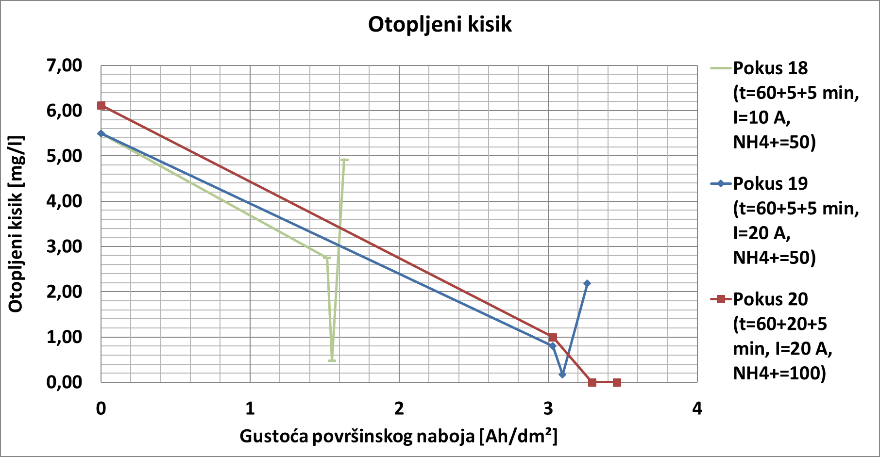 Otopljeni kisik
Otopljeni kisik [mg/l]
7,00
6,00
5,00
4,00
3,00
2,00
1,00
0,00
0 1 2 3 4
Gustoća površinskog naboja [Ah/dm²]
Pokus 18
(t=60+5+5 min,
I=10 A,
NH4+=50)
Pokus 19
(t=60+5+5 min,
I=20 A,
NH4+=50)
Pokus 20
(t=60+20+5
min, I=20 A,
NH4+=100)